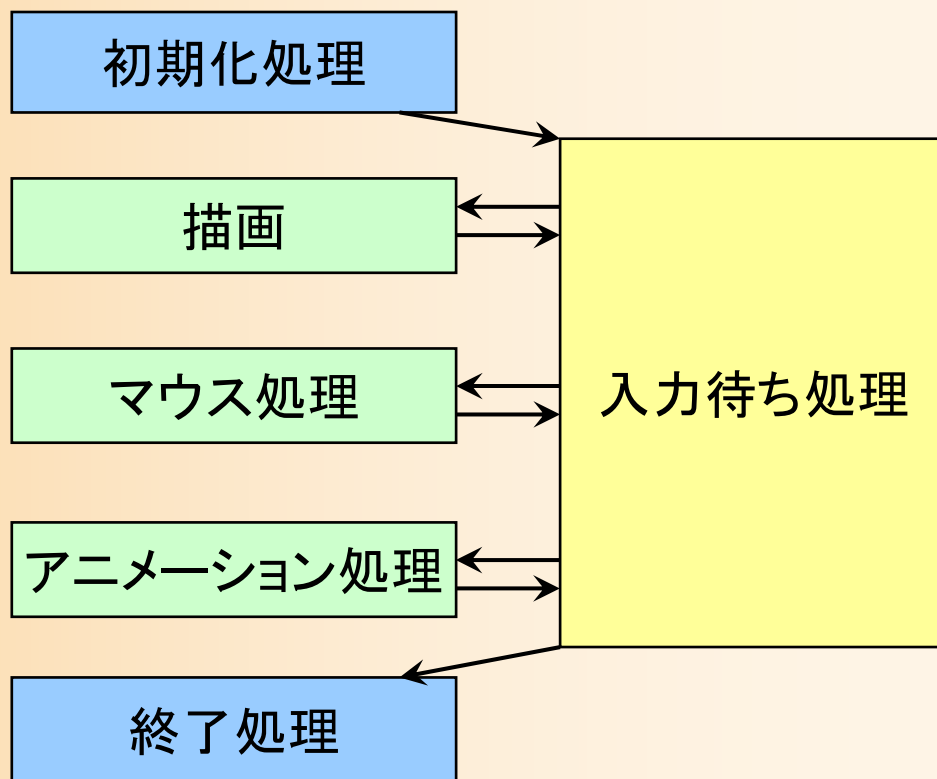 初期化処理
描画
マウス処理
入力待ち処理
アニメーション処理
終了処理